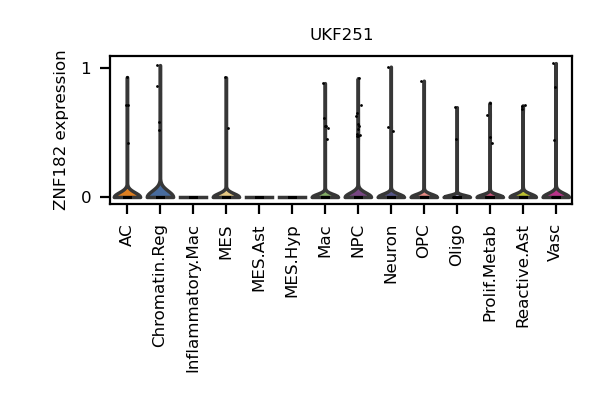 UKF251
ZNF182 expression
1
0
AC
Chromatin.Reg
Inflammatory.Mac
MES
MES.Ast
MES.Hyp
Mac
NPC
Neuron
OPC
Oligo
Prolif.Metab
Reactive.Ast
Vasc